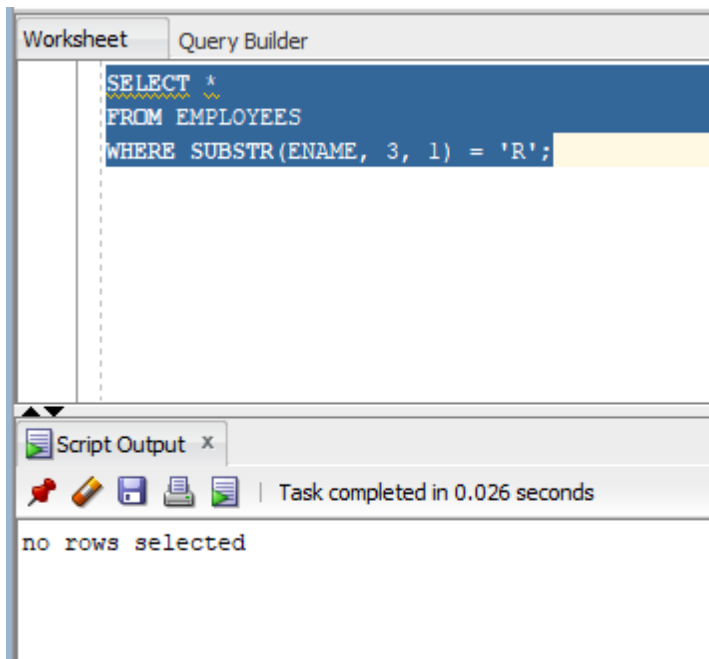 Worksheet Query Builder
SELECT *
FROM EMPLOYEES
WHERE SUBSTR(ENAME, 3, 1) = 'R';
Script Output x
Task completed in 0.026 seconds
no rows selected